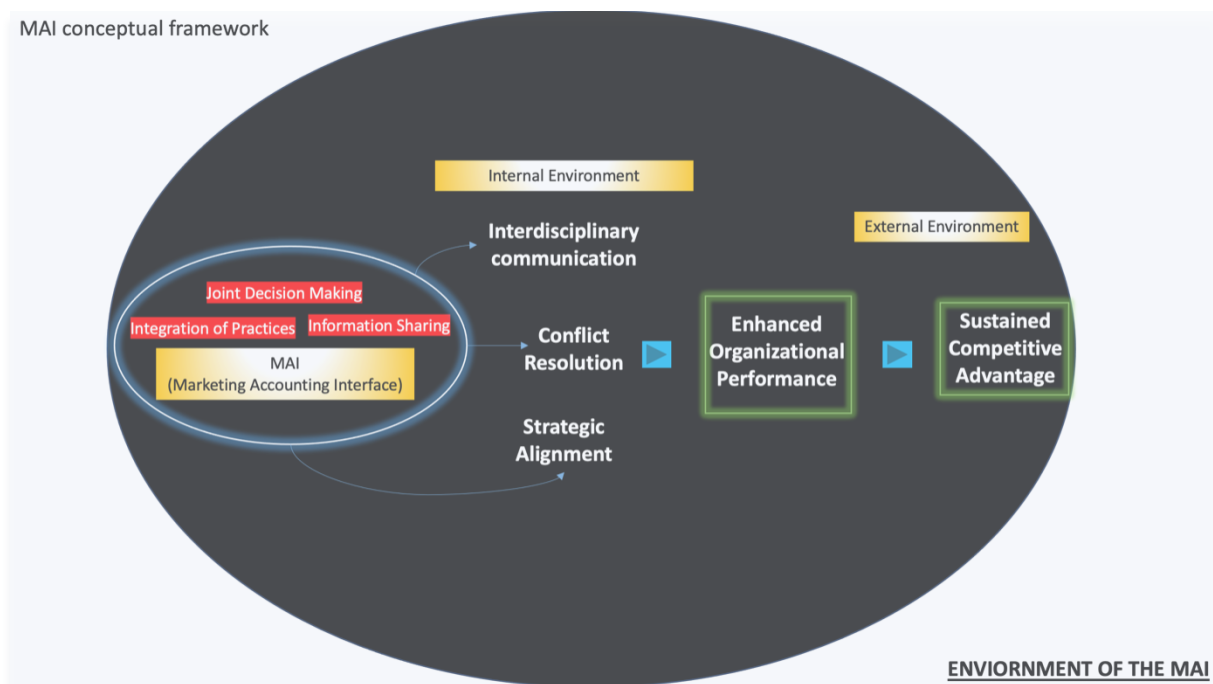 MAI conceptual framework
Internal Environment
External Environment
Interdisciplinary
communication
Joint Decision Making
Integration of Practices
Information Sharing
MAI
(Marketing Accounting Interface)
Conflict
Resolution
Enhanced
Organizational
Performance
Sustained
Competitive
Advantage
Strategic
Alignment
ENVIORNMENT OF THE MAI